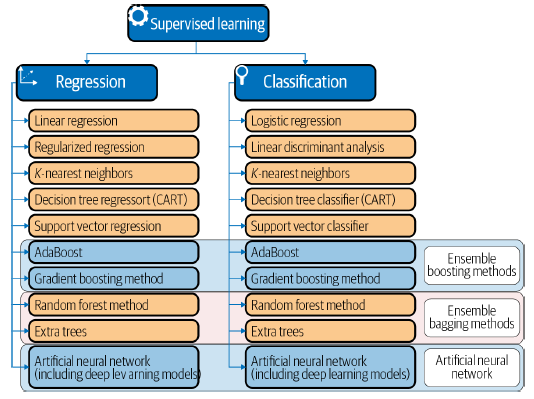 Supervised learning
Regression
Classification
Linear regression
Logistic regression
Regularized regression
Linear discriminant analysis
K-nearest neighbors
K-nearest neighbors
Decision tree regressort (CART)
Decision tree classifier (CART)
Support vector regression
Support vector classifier
AdaBoost
AdaBoost
Ensemble
boosting methods
Gradient boosting method
Gradient boosting method
Random forest method
Random forest method
Ensemble
bagging methods
Extra trees
Extra trees
Artificial neural network
(including deep lev arning models)
Artificial neural network
(including deep learning models)
Artificial neural
network